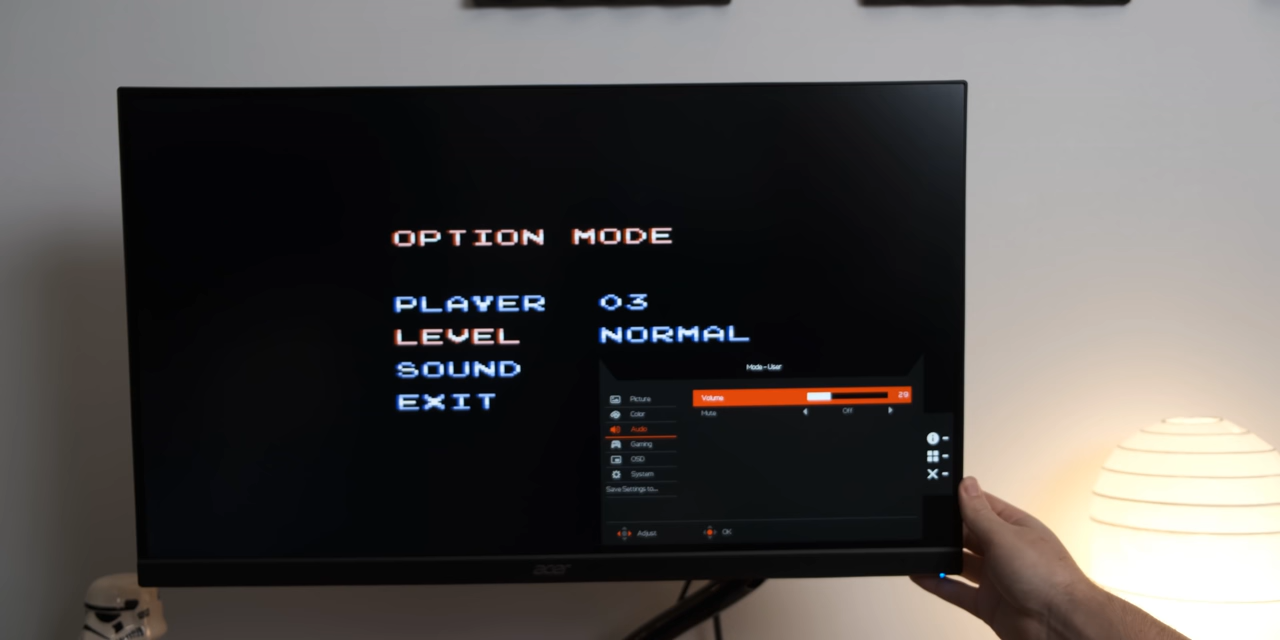 OPTION MODE
PLAYER 03
LEVEL NORMAL
SOUND
EXIT
Mode - User
Picture
Color
Audio
Gaming
OSD
System
Save Settings to...
Volume 29
Mute Off
Adjust OK
acer